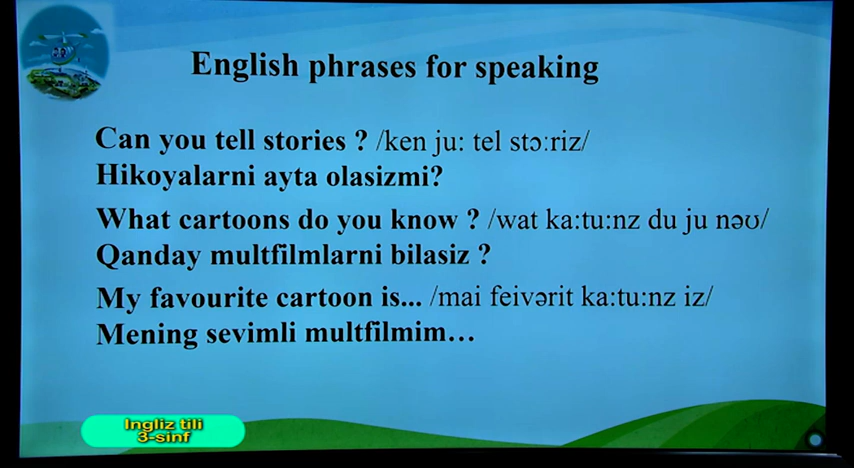 English phrases for speaking
Can you tell stories ? /ken ju: tel stɔ:riz/
Hikoyalarni ayta olasizmi?
What cartoons do you know ? /wat ka:tu:nz du ju nəʊ/
Qanday multfilmlarni bilasiz ?
My favourite cartoon is... /mai feivərit ka:tu:nz iz/
Mening sevimli multfilmim...
Ingliz tili
3-sinf